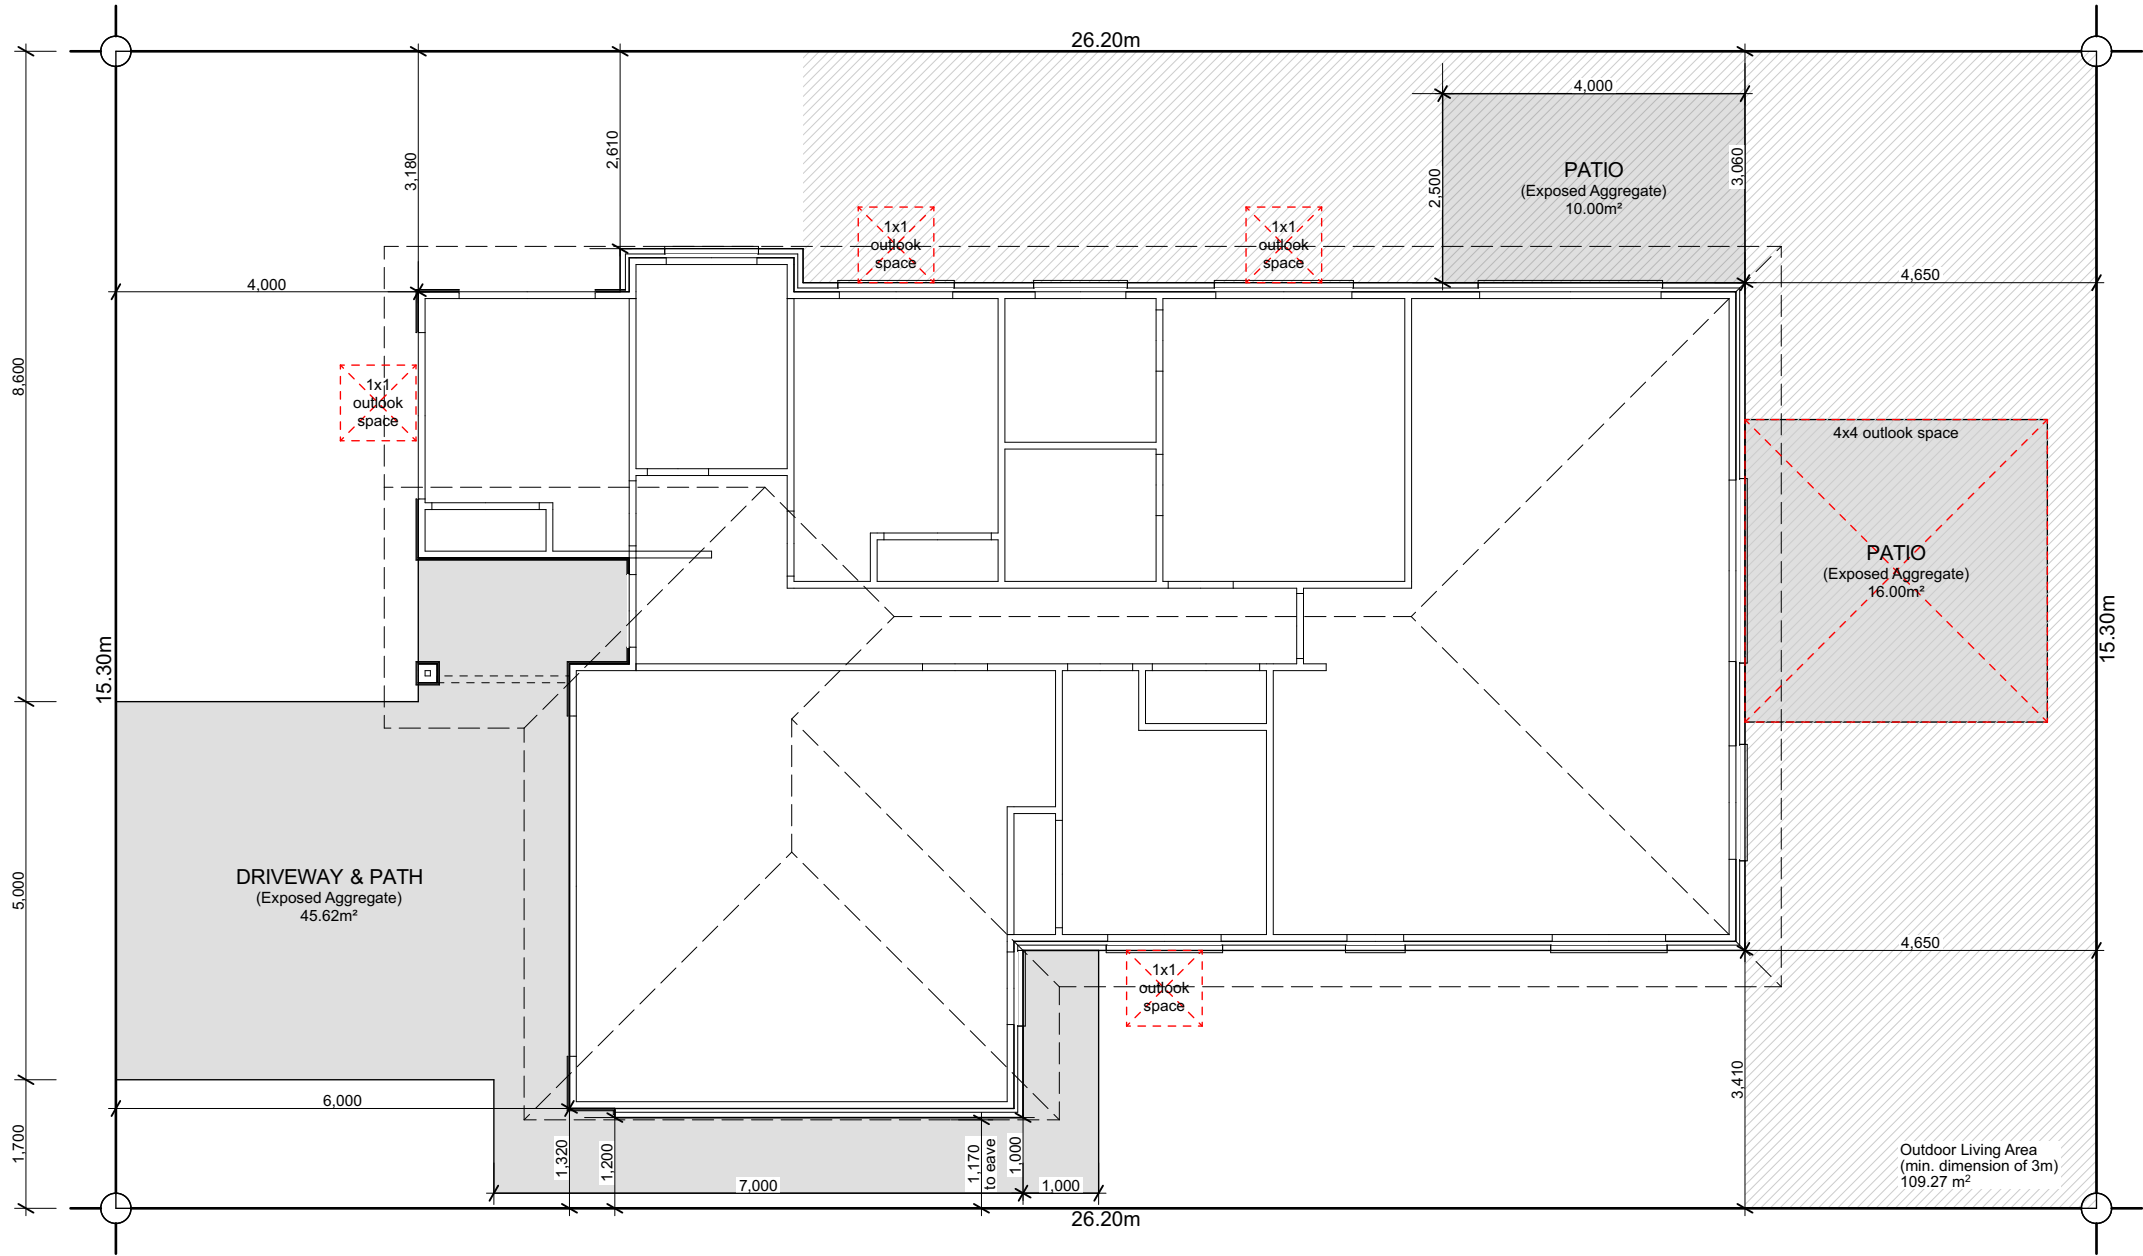 26.20m
4,000
3,180
2,610
2,500
3,060
PATIO
(Exposed Aggregate)
10.00m²
1x1
outlook
space
1x1
outlook
space
4,000
4,650
8,600
1x1
outlook
space
4x4 outlook space
PATIO
(Exposed Aggregate)
16.00m²
15.30m
15.30m
DRIVEWAY & PATH
(Exposed Aggregate)
45.62m²
5,000
4,650
1x1
outlook
space
6,000
3,410
1,700
1,320
1,200
1,170
to eave
1,000
7,000
1,000
Outdoor Living Area
(min. dimension of 3m)
109.27 m²
26.20m